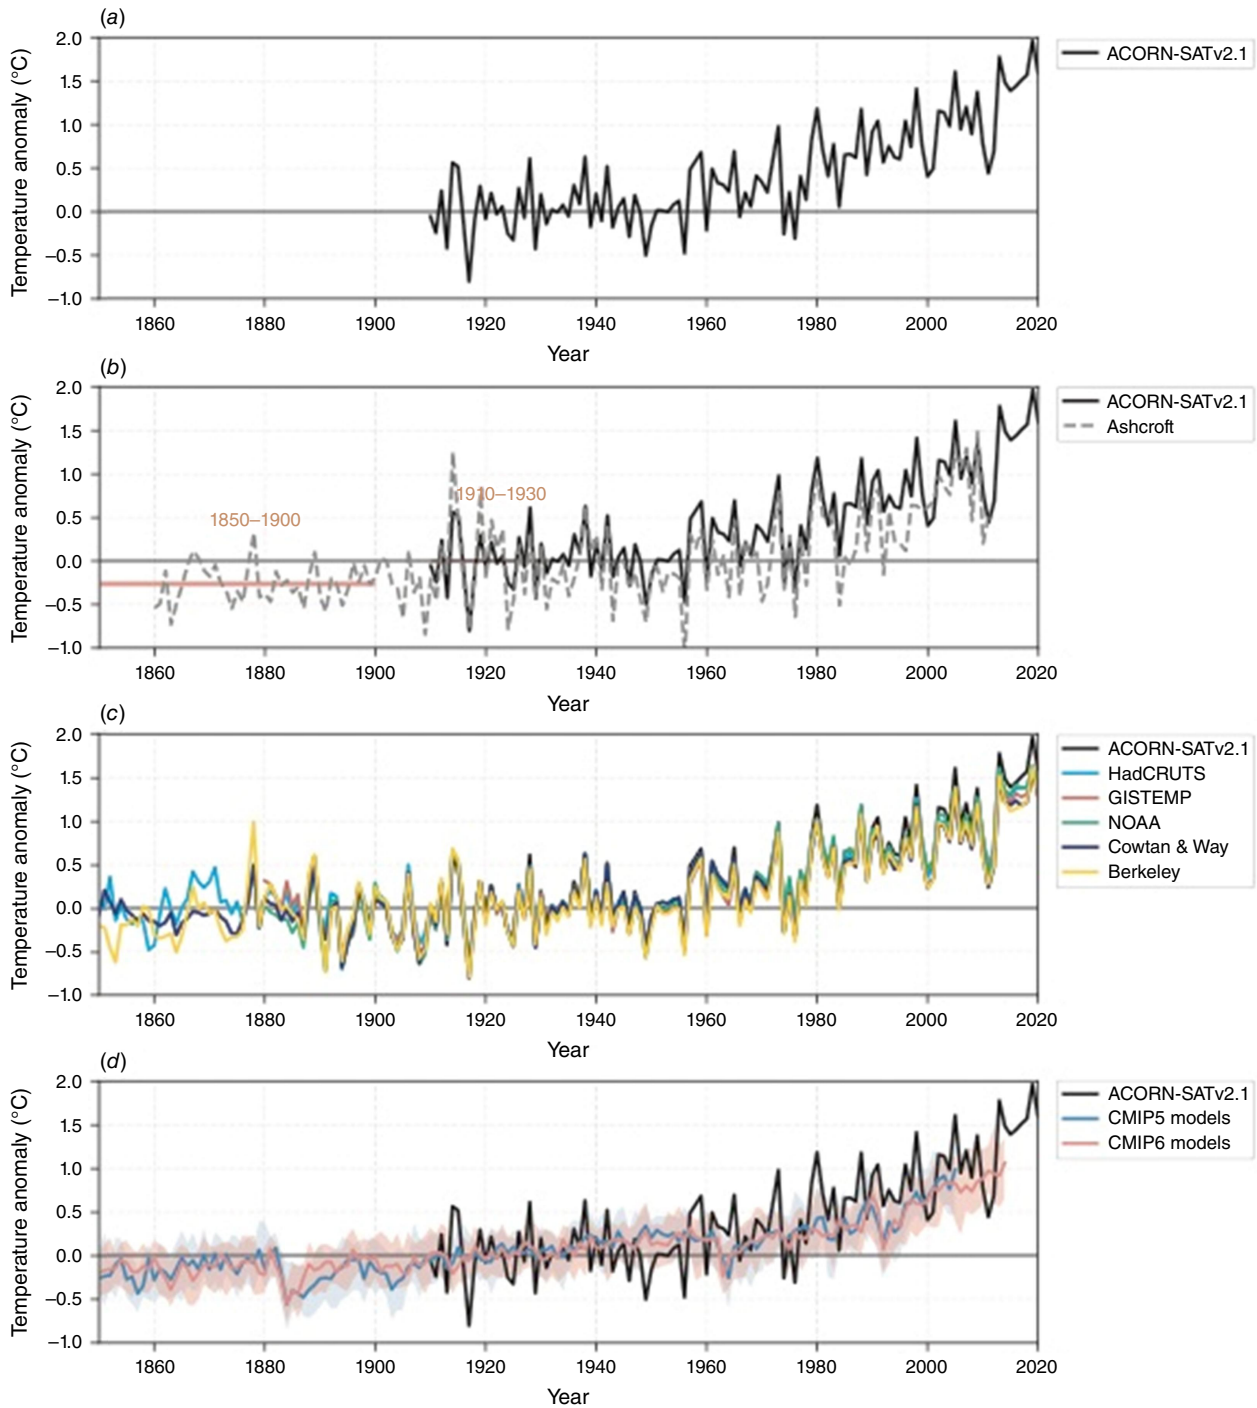 (a)
2.0
1.5
1.0
0.5
0.0
−0.5
−1.0
Temperature anomaly (°C)
1860 1880 1900 1920 1940 1960 1980 2000 2020
Year
ACORN-SATv2.1
(b)
2.0
1.5
1.0
0.5
0.0
−0.5
−1.0
Temperature anomaly (°C)
1850–1900
1910–1930
1860 1880 1900 1920 1940 1960 1980 2000 2020
Year
ACORN-SATv2.1
Ashcroft
(c)
2.0
1.5
1.0
0.5
0.0
−0.5
−1.0
Temperature anomaly (°C)
1860 1880 1900 1920 1940 1960 1980 2000 2020
Year
ACORN-SATv2.1
HadCRUTS
GISTEMP
NOAA
Cowtan & Way
Berkeley
(d)
2.0
1.5
1.0
0.5
0.0
−0.5
−1.0
Temperature anomaly (°C)
1860 1880 1900 1920 1940 1960 1980 2000 2020
Year
ACORN-SATv2.1
CMIP5 models
CMIP6 models